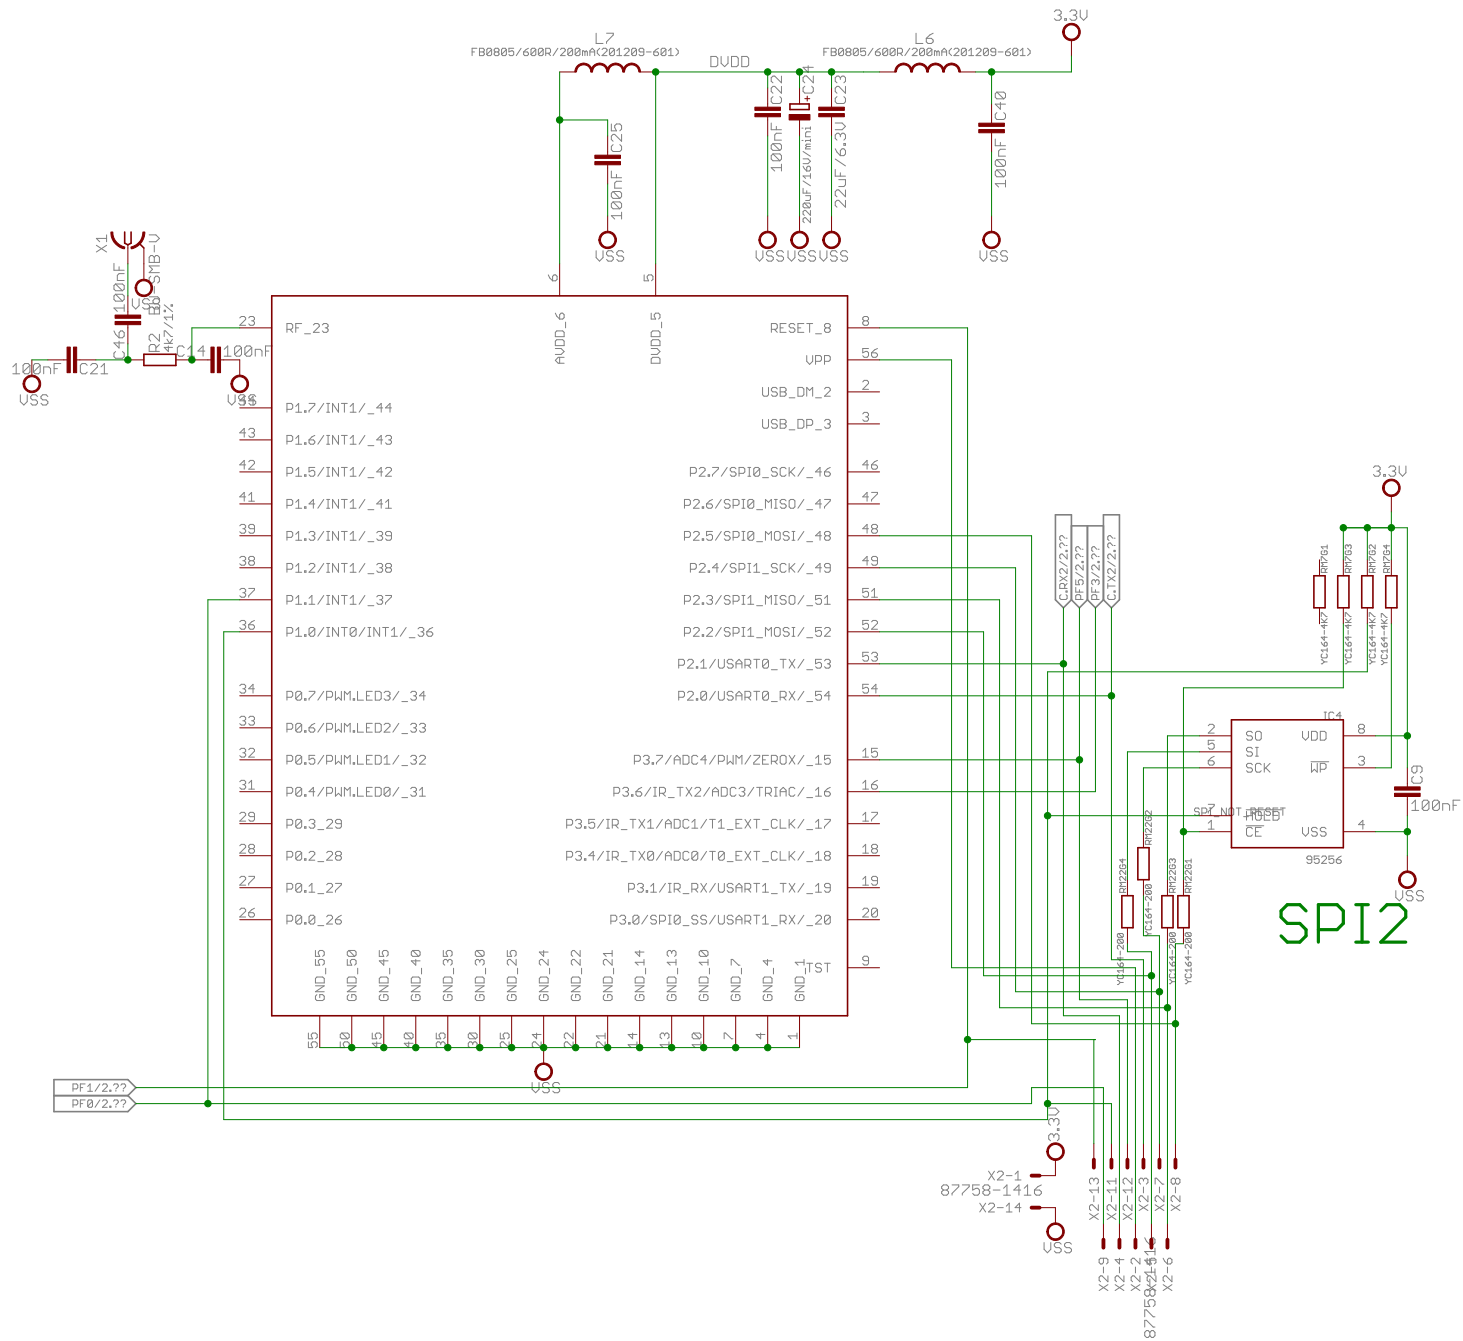 3.3V
L7
FB0805/600R/200mA(201209-601)
L6
FB0805/600R/200mA(201209-601)
DVDD
C22
100nF
+
C24
220uF/16V/mini
C23
22uF/6.3V
C40
100nF
C25
100nF
VSS
VSS
VSS
VSS
VSS
X1
100nF
C46
R2
4k7/1%
C14
100nF
100nF
C21
VSS
6
5
AVDD_6
DVDD_5
23
RF_23
P1.7/INT1/_44
43
P1.6/INT1/_43
42
P1.5/INT1/_42
41
P1.4/INT1/_41
39
P1.3/INT1/_39
38
P1.2/INT1/_38
37
P1.1/INT1/_37
36
P1.0/INT0/INT1/_36
34
P0.7/PWM.LED3/_34
33
P0.6/PWM.LED2/_33
32
P0.5/PWM.LED1/_32
31
P0.4/PWM.LED0/_31
29
P0.3_29
28
P0.2_28
27
P0.1_27
26
P0.0_26
RESET_8
8
VPP
56
USB_DM_2
2
USB_DP_3
3
P2.7/SPI0_SCK/_46
46
P2.6/SPI0_MISO/_47
47
P2.5/SPI0_MOSI/_48
48
P2.4/SPI1_SCK/_49
49
P2.3/SPI1_MISO/_51
51
P2.2/SPI1_MOSI/_52
52
P2.1/USART0_TX/_53
53
P2.0/USART0_RX/_54
54
P3.7/ADC4/PWM/ZEROX/_15
15
P3.6/IR_TX2/ADC3/TRIAC/_16
16
P3.5/IR_TX1/ADC1/T1_EXT_CLK/_17
17
P3.4/IR_TX0/ADC0/T0_EXT_CLK/_18
18
P3.1/IR_RX/USART1_TX/_19
19
P3.0/SPI0_SS/USART1_RX/_20
20
TST
9
GND_55
GND_50
GND_45
GND_40
GND_35
GND_30
GND_25
GND_24
GND_22
GND_21
GND_14
GND_13
GND_10
GND_7
GND_4
GND_1
55
50
45
40
35
30
25
24
22
21
14
13
10
7
4
1
VSS
PF1/2.??
PF0/2.??
C.RX2/2.??
PF5/2.??
PF3/2.??
C.TX2/2.??
3.3V
RM7G1
RM7G3
RM7G2
RM7G4
YC164-4K7
YC164-4K7
YC164-4K7
YC164-4K7
IC4
2
SO
5
SI
6
SCK
7
HOLD
1
CE
SPI_NOT_RESET
VDD
8
WP
3
VSS
4
95256
C9
100nF
VSS
SPI2
RM22G4
RM22G2
RM22G3
RM22G1
YC164-200
YC164-200
YC164-200
YC164-200
3.3V
X2-1
87758-1416
X2-14
VSS
X2-13
X2-11
X2-12
X2-3
X2-7
X2-8
X2-9
X2-4
X2-2
X2-6